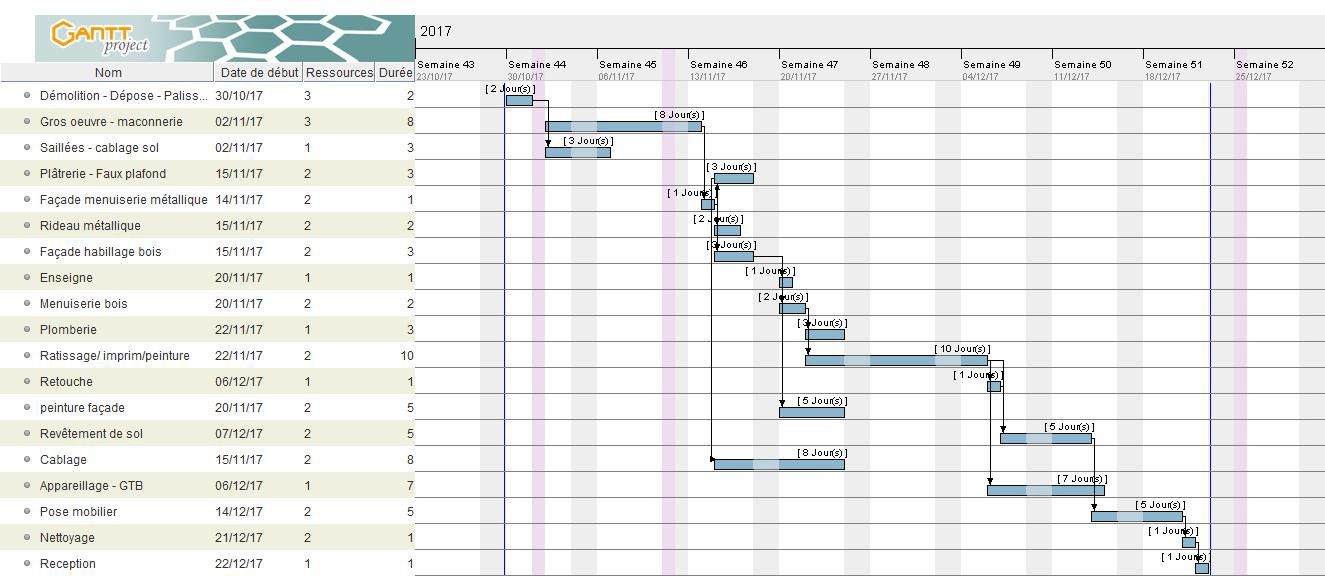 GANTT
project
2017
Semaine 43 Semaine 44 Semaine 45 Semaine 46 Semaine 47 Semaine 48 Semaine 49 Semaine 50 Semaine 51 Semaine 52
Nom Date de début Ressources Durée 23/10/17 30/10/17 06/11/17 13/11/17 20/11/17 27/11/17 04/12/17 11/12/17 18/12/17 25/12/17
Démolition - Dépose - Paliss... 30/10/17 3 2 [ 2 Jour(s) ]
Gros oeuvre - maconnerie 02/11/17 3 8 [ 8 Jour(s) ]
Saillées - cablage sol 02/11/17 1 3 [ 3 Jour(s) ]
Plâtrerie - Faux plafond 15/11/17 2 3 [ 3 Jour(s) ]
Façade menuiserie métallique 14/11/17 2 1 [ 1 Jour(s) ]
Rideau métallique 15/11/17 2 2 [ 2 Jour(s) ]
Façade habillage bois 15/11/17 2 3 [ 3 Jour(s) ]
Enseigne 20/11/17 1 1 [ 1 Jour(s) ]
Menuiserie bois 20/11/17 2 2 [ 2 Jour(s) ]
Plomberie 22/11/17 1 3 [ 3 Jour(s) ]
Ratissage/ imprim/peinture 22/11/17 2 10 [ 10 Jour(s) ]
Retouche 06/12/17 1 1 [ 1 Jour(s) ]
peinture façade 20/11/17 2 5 [ 5 Jour(s) ]
Revêtement de sol 07/12/17 2 5 [ 5 Jour(s) ]
Cablage 15/11/17 2 8 [ 8 Jour(s) ]
Appareillage - GTB 06/12/17 1 7 [ 7 Jour(s) ]
Pose mobilier 14/12/17 2 5 [ 5 Jour(s) ]
Nettoyage 21/12/17 2 1 [ 1 Jour(s) ]
Reception 22/12/17 1 1 [ 1 Jour(s) ]